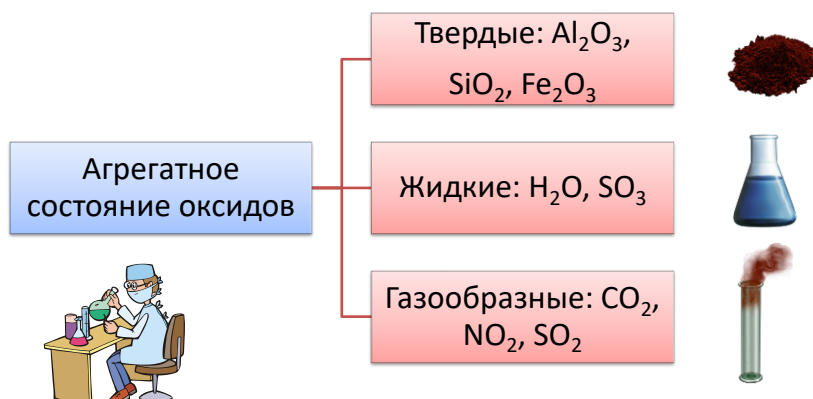 Твердые: Al₂O₃,
SiO₂, Fe₂O₃
Агрегатное
состояние оксидов
Жидкие: H₂O, SO₃
Газообразные: CO₂,
NO₂, SO₂